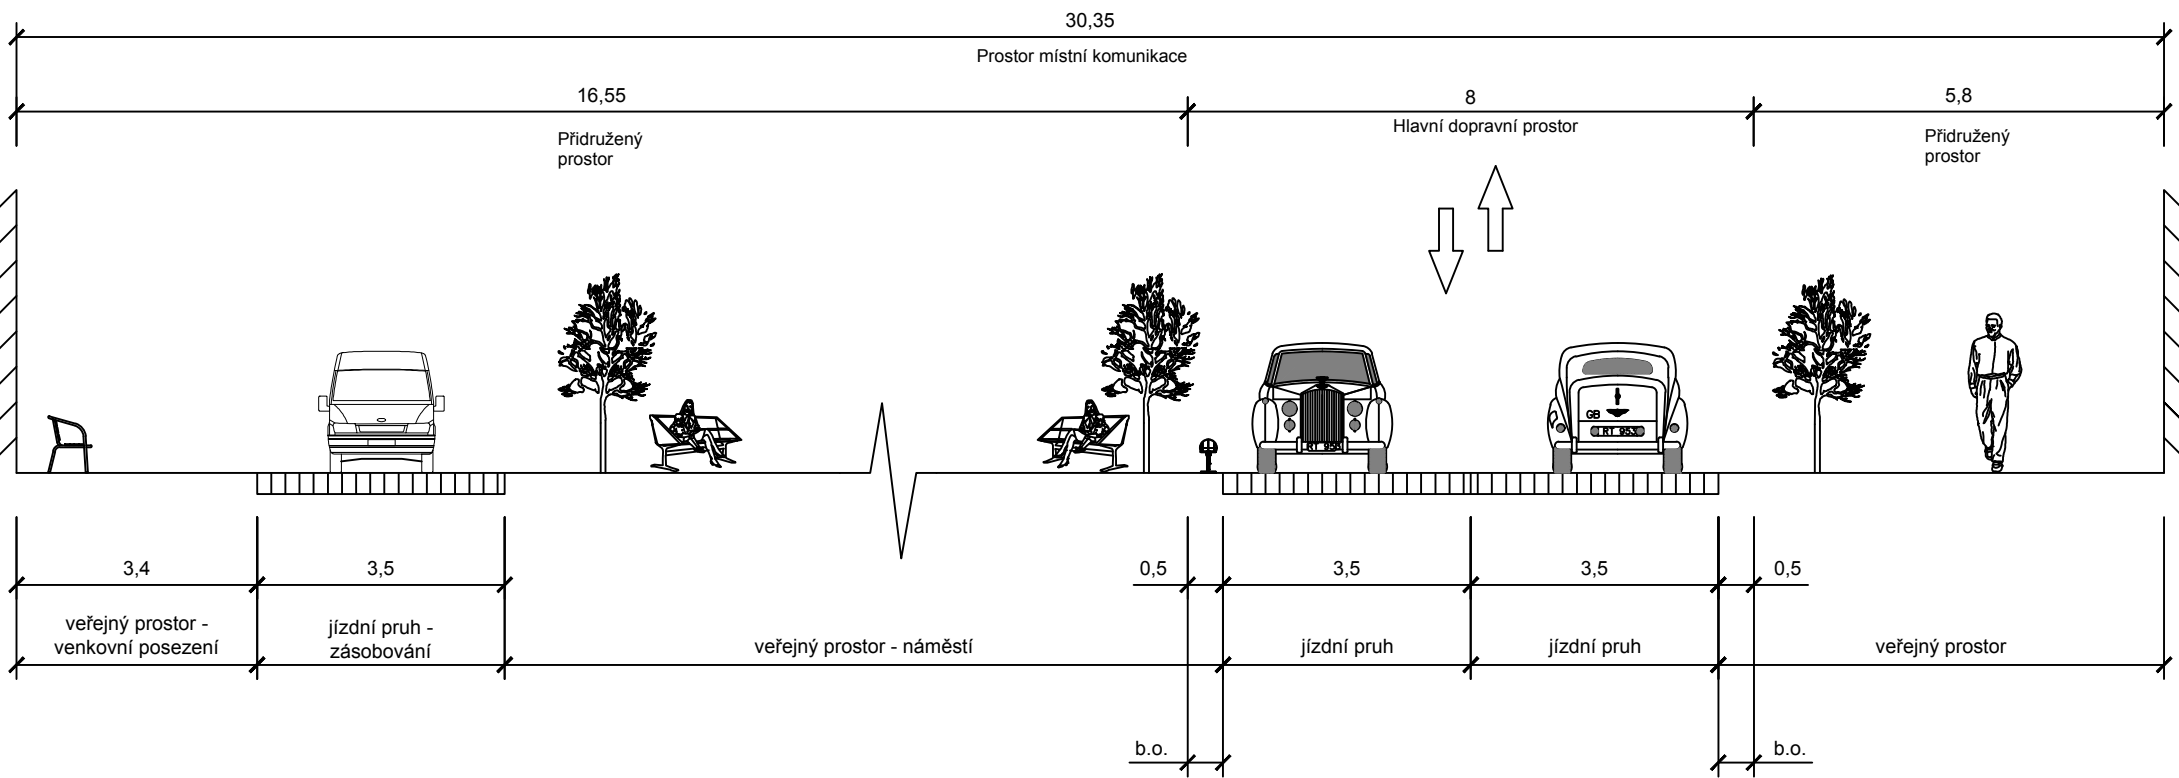 30,35
Prostor místní komunikace
16,55
8
5,8
Přidružený
prostor
Hlavní dopravní prostor
Přidružený
prostor
GB
RT 953
RT 953
3,4
3,5
0,5
3,5
3,5
0,5
veřejný prostor -
venkovní posezení
jízdní pruh -
zásobování
veřejný prostor - náměstí
jízdní pruh
jízdní pruh
veřejný prostor
b.o.
b.o.